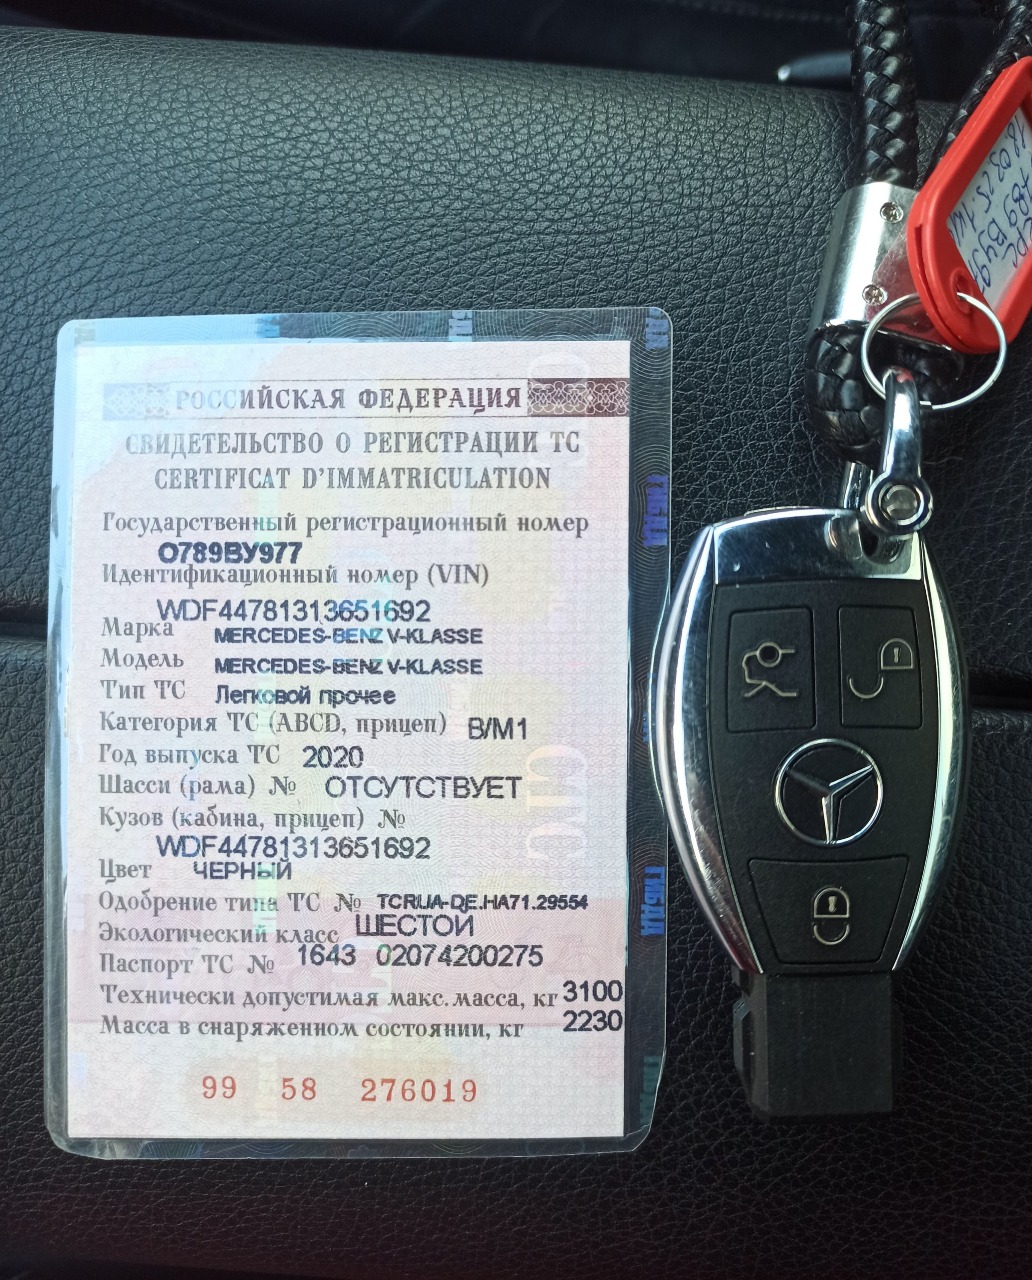 РОССИЙСКАЯ ФЕДЕРАЦИЯ
СВИДЕТЕЛЬСТВО О РЕГИСТРАЦИИ ТС
CERTIFICAT D'IMMATRICULATION
Государственный регистрационный номер
О789ВУ977
Идентификационный номер (VIN)
WDF44781313651692
Марка MERCEDES-BENZ V-KLASSE
Модель MERCEDES-BENZ V-KLASSE
Тип ТС Легковой прочее
Категория ТС (ABCD, прицеп) B/M1
Год выпуска ТС 2020
Шасси (рама) № ОТСУТСТВУЕТ
Кузов (кабина, прицеп) №
WDF44781313651692
Цвет ЧЕРНЫЙ
Одобрение типа ТС № ТСRUA-DE.НА71.29554
Экологический класс ШЕСТОЙ
Паспорт ТС № 1643 02074200275
Технически допустимая макс.масса, кг 3100
Масса в снаряженном состоянии, кг 2230
99 58 276019